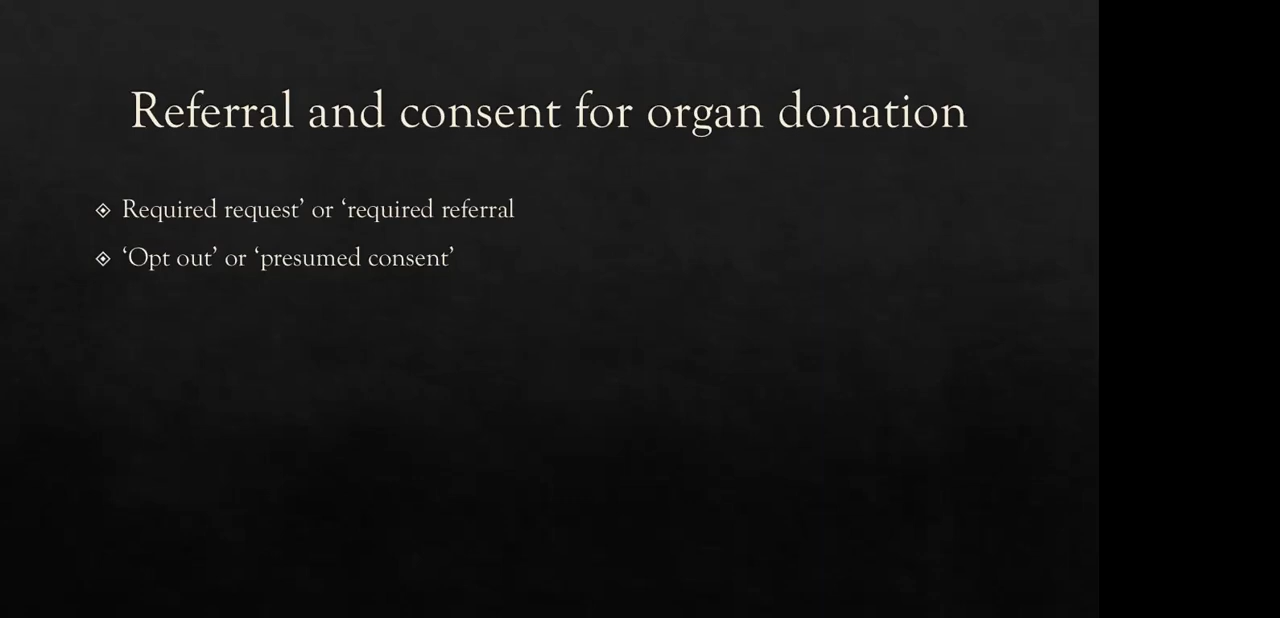 Referral and consent for organ donation
Required request’ or ‘required referral
‘Opt out’ or ‘presumed consent’